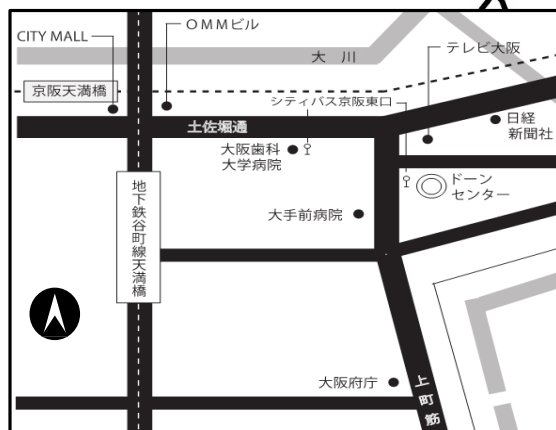 CITY MALL
OMMビル
大 川
テレビ大阪
京阪天満橋
シティバス京阪東口
土佐堀通
日経
新聞社
大阪歯科
大学病院
ドーン
センター
地下鉄谷町線天満橋
大手前病院
大阪府庁
上町筋